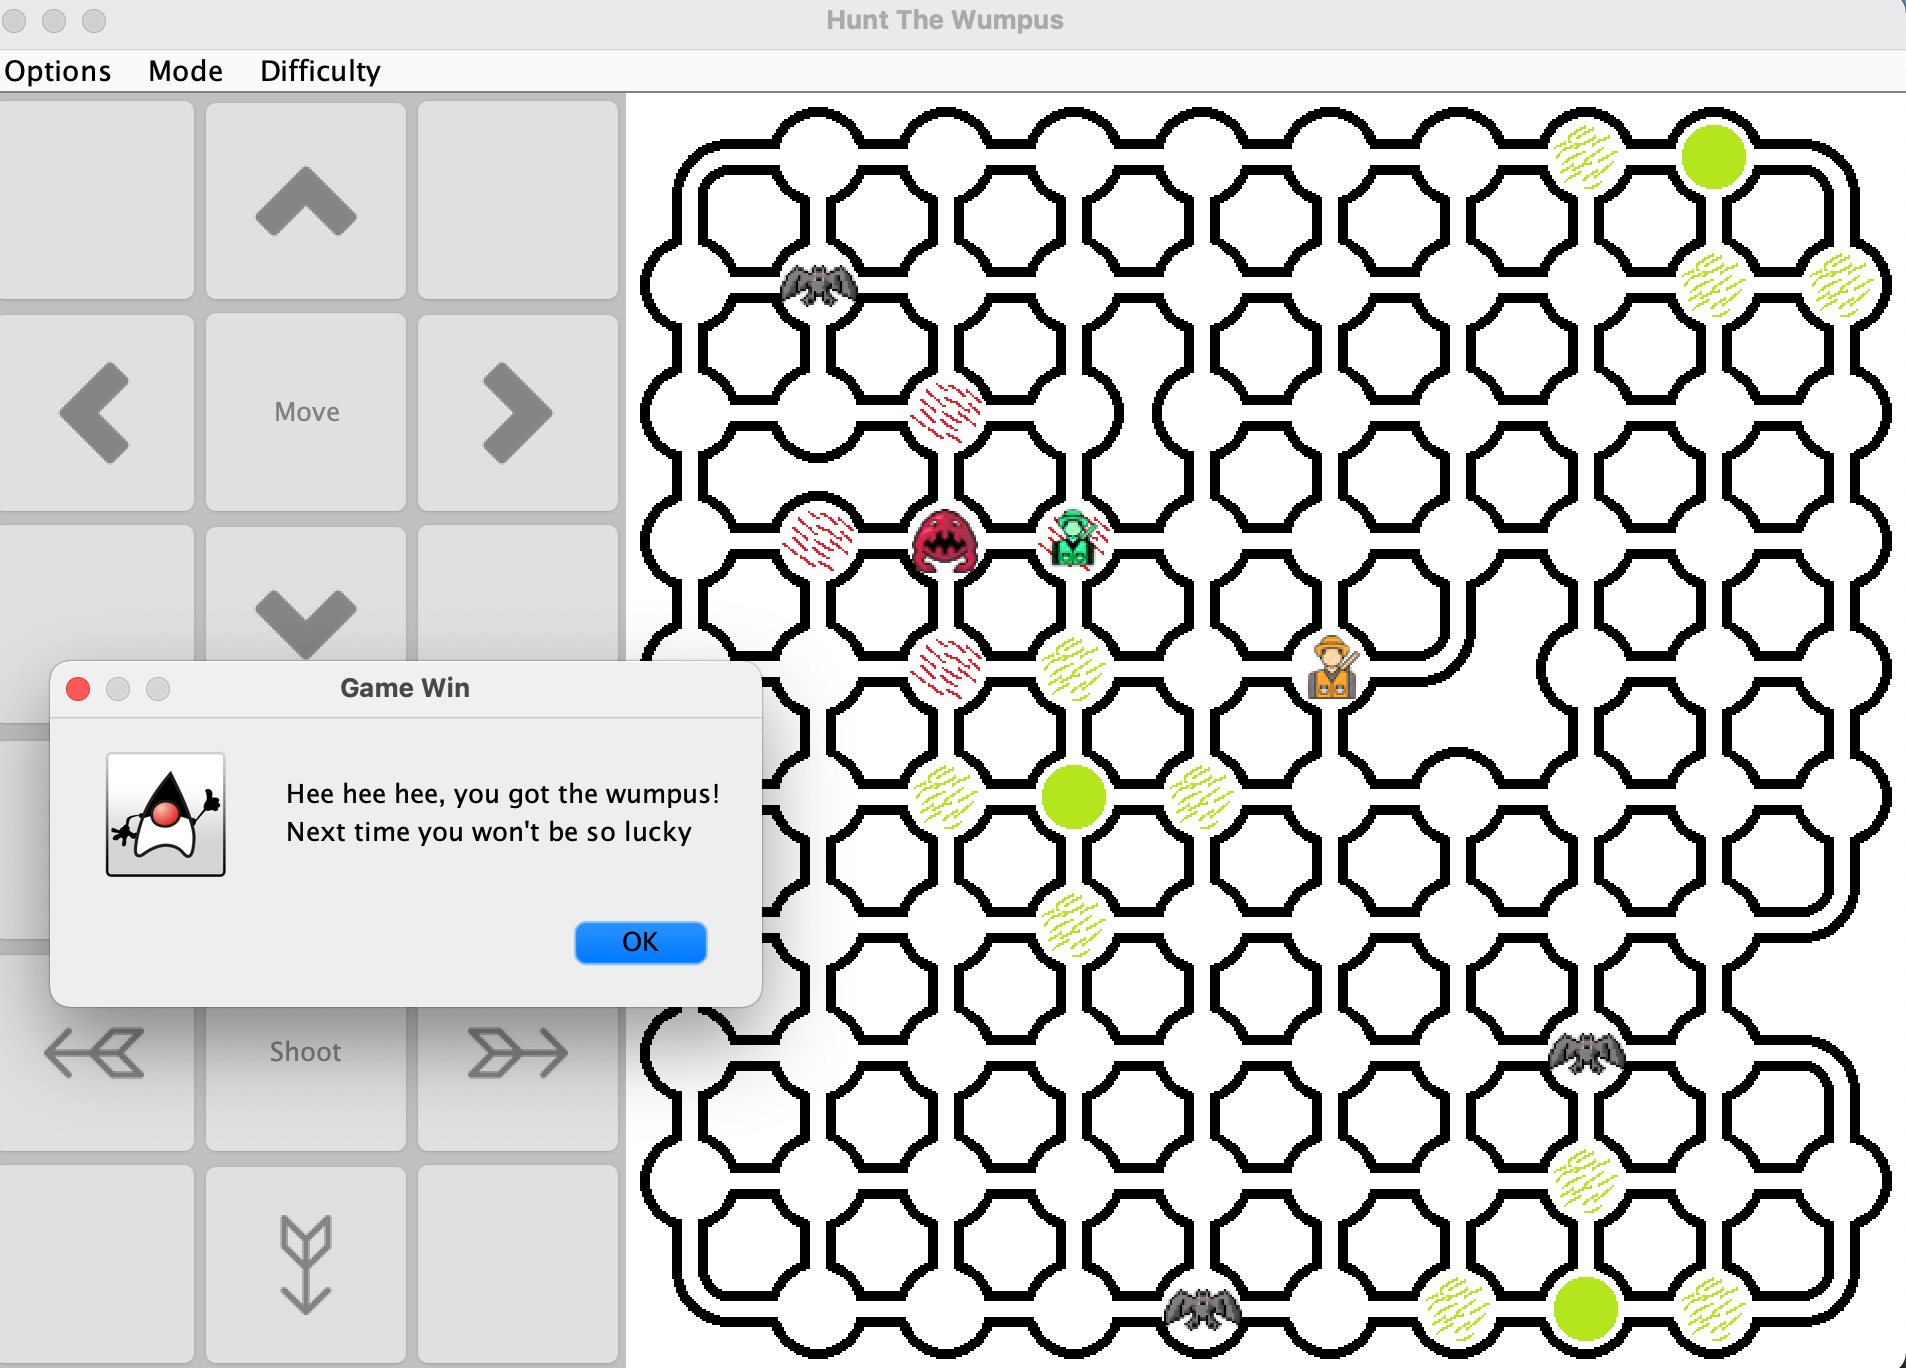 Hunt The Wumpus
Options Mode Difficulty
Move
Game Win
Hee hee hee, you got the wumpus!
Next time you won't be so lucky
OK
Shoot